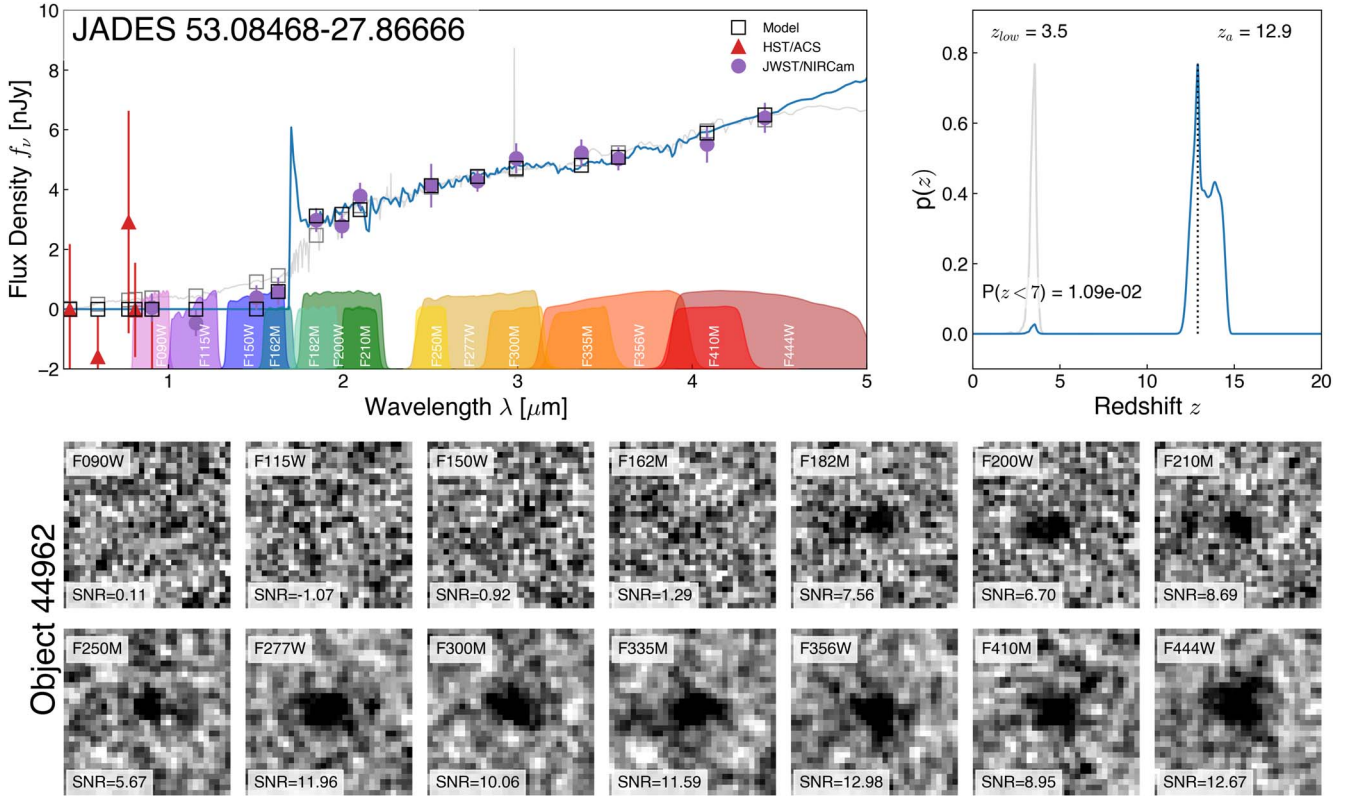 JADES 53.08468-27.86666
Model
HST/ACS
JWST/NIRCam
Flux Density fν [nJy]
10
8
6
4
2
0
−2
F090W
F115W
F150W
F162M
F182M
F200W
F210M
F250M
F277W
F300M
F335M
F356W
F410M
F444W
1 2 3 4 5
Wavelength λ [μm]
zlow = 3.5
za = 12.9
p(z)
0.8
0.6
0.4
0.2
0.0
P(z < 7) = 1.09e-02
0 5 10 15 20
Redshift z
Object 44962
F090W F115W F150W F162M F182M F200W F210M
SNR=0.11 SNR=-1.07 SNR=0.92 SNR=1.29 SNR=7.56 SNR=6.70 SNR=8.69
F250M F277W F300M F335M F356W F410M F444W
SNR=5.67 SNR=11.96 SNR=10.06 SNR=11.59 SNR=12.98 SNR=8.95 SNR=12.67